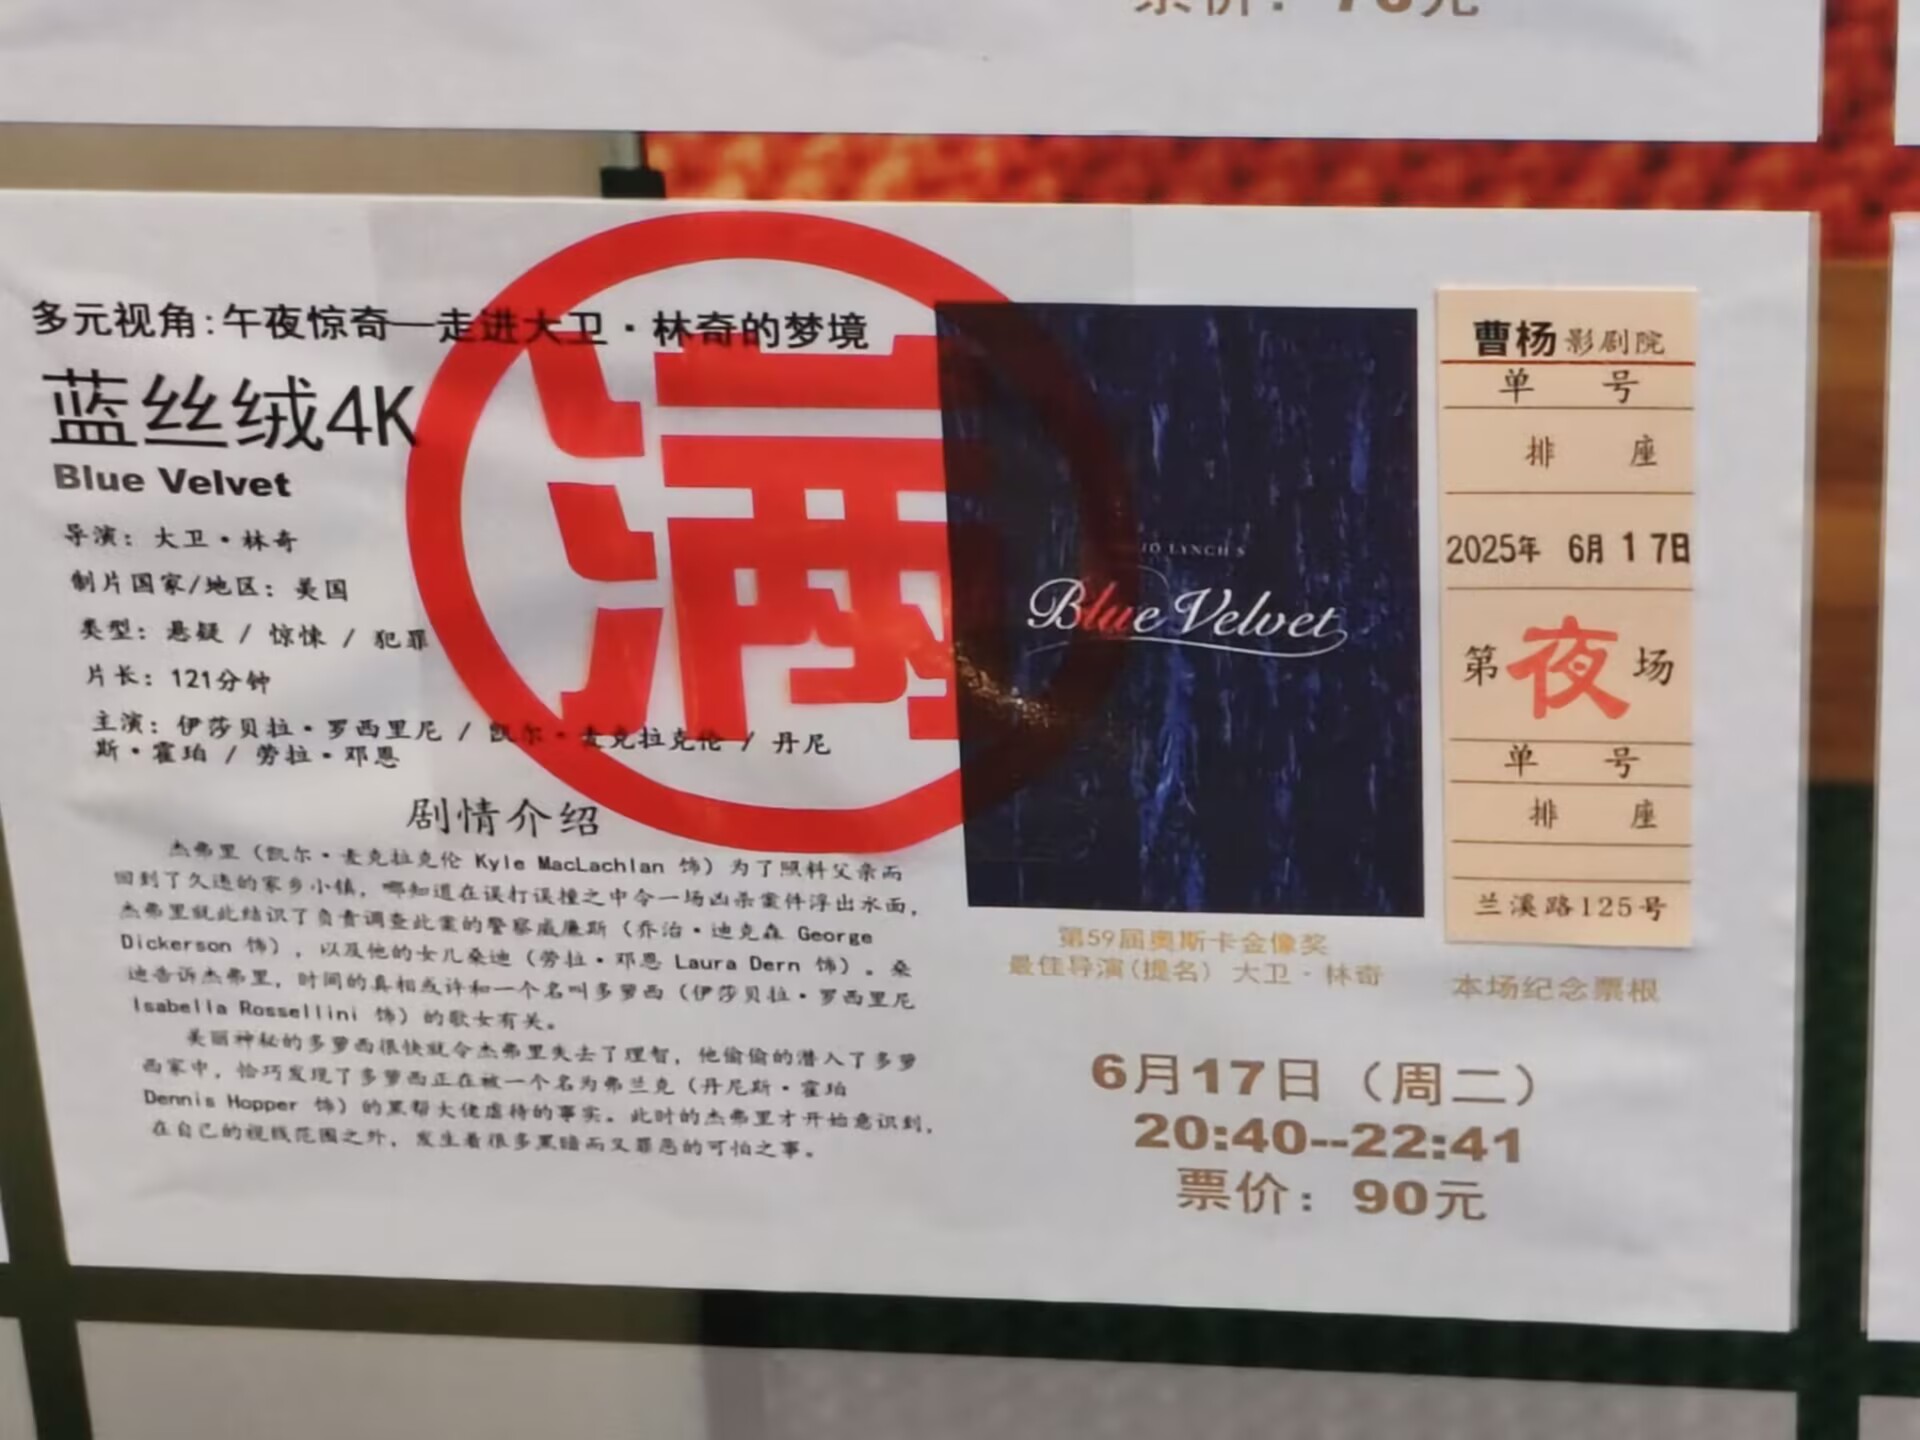 票价：70元
多元视角:午夜惊奇—走进大卫·林奇的梦境
蓝丝绒4K
Blue Velvet
导演：大卫·林奇
制片国家/地区：美国
类型：悬疑 / 惊悚 / 犯罪
片长：121分钟
主演：伊莎贝拉·罗西里尼 / 凯尔·麦克拉克伦 / 丹尼
斯·霍珀 / 劳拉·邓恩
满
剧情介绍
杰弗里（凯尔·麦克拉克伦 Kyle MacLachlan 饰）为了照料父亲而
回到了久违的家乡小镇，哪知道在误打误撞之中令一场凶杀案件浮出水面，
杰弗里就此结识了负责调查此案的警察威廉斯（乔治·迪克森 George
Dickerson 饰），以及他的女儿桑迪（劳拉·邓恩 Laura Dern 饰）。桑
迪告诉杰弗里，时间的真相或许和一个名叫多萝西（伊莎贝拉·罗西里尼
Isabella Rossellini 饰）的歌女有关。
美丽神秘的多萝西很快就令杰弗里失去了理智，他偷偷的潜入了多萝
西家中，恰巧发现了多萝西正在被一个名为弗兰克（丹尼斯·霍珀
Dennis Hopper 饰）的黑帮大佬虐待的事实。此时的杰弗里才开始意识到，
在自己的视线范围之外，发生着很多黑暗而又罪恶的可怕之事。
LYNCH'S
Blue Velvet
第59届奥斯卡金像奖
最佳导演(提名) 大卫·林奇
曹杨影剧院
单 号
排 座
2025年 6月17日
第夜场
单 号
排 座
兰溪路125号
本场纪念票根
6月17日（周二）
20:40--22:41
票价：90元